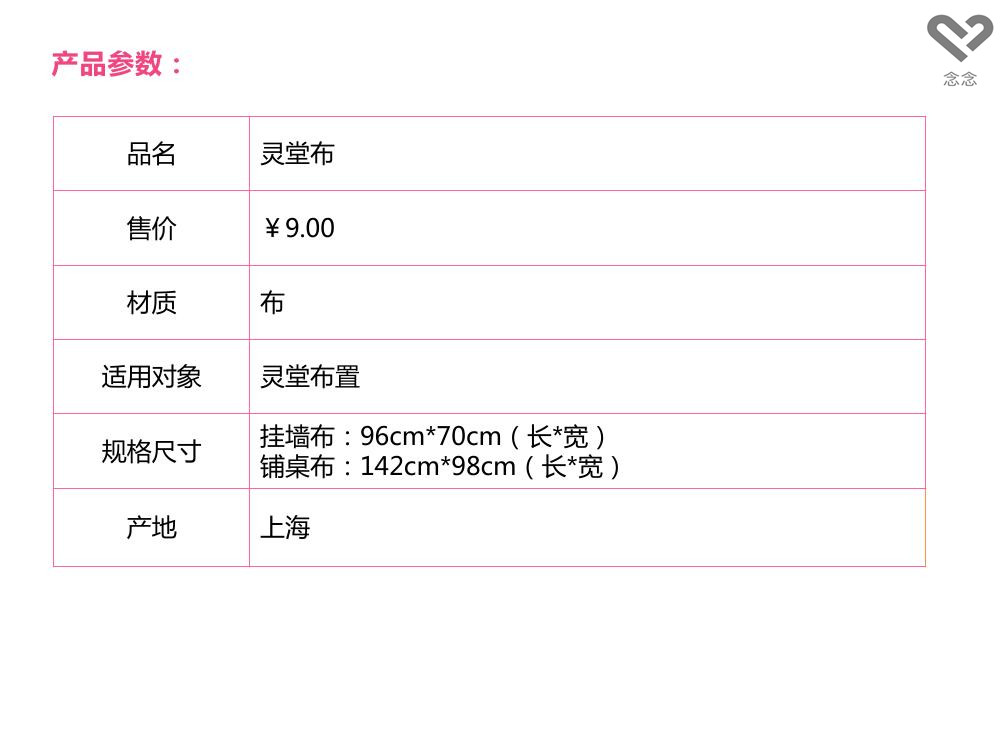 产品参数：
念念
品名
灵堂布
售价
￥9.00
材质
布
适用对象
灵堂布置
规格尺寸
挂墙布：96cm*70cm（长*宽）
铺桌布：142cm*98cm（长*宽）
产地
上海